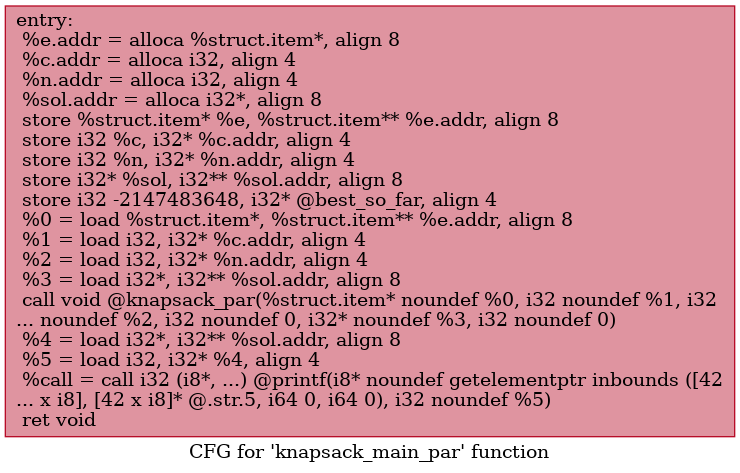 entry:
%e.addr = alloca %struct.item*, align 8
%c.addr = alloca i32, align 4
%n.addr = alloca i32, align 4
%sol.addr = alloca i32*, align 8
store %struct.item* %e, %struct.item** %e.addr, align 8
store i32 %c, i32* %c.addr, align 4
store i32 %n, i32* %n.addr, align 4
store i32* %sol, i32** %sol.addr, align 8
store i32 -2147483648, i32* @best_so_far, align 4
%0 = load %struct.item*, %struct.item** %e.addr, align 8
%1 = load i32, i32* %c.addr, align 4
%2 = load i32, i32* %n.addr, align 4
%3 = load i32*, i32** %sol.addr, align 8
call void @knapsack_par(%struct.item* noundef %0, i32 noundef %1, i32
... noundef %2, i32 noundef 0, i32* noundef %3, i32 noundef 0)
%4 = load i32*, i32** %sol.addr, align 8
%5 = load i32, i32* %4, align 4
%call = call i32 (i8*, ...) @printf(i8* noundef getelementptr inbounds ([42
... x i8], [42 x i8]* @.str.5, i64 0, i64 0), i32 noundef %5)
ret void
CFG for 'knapsack_main_par' function